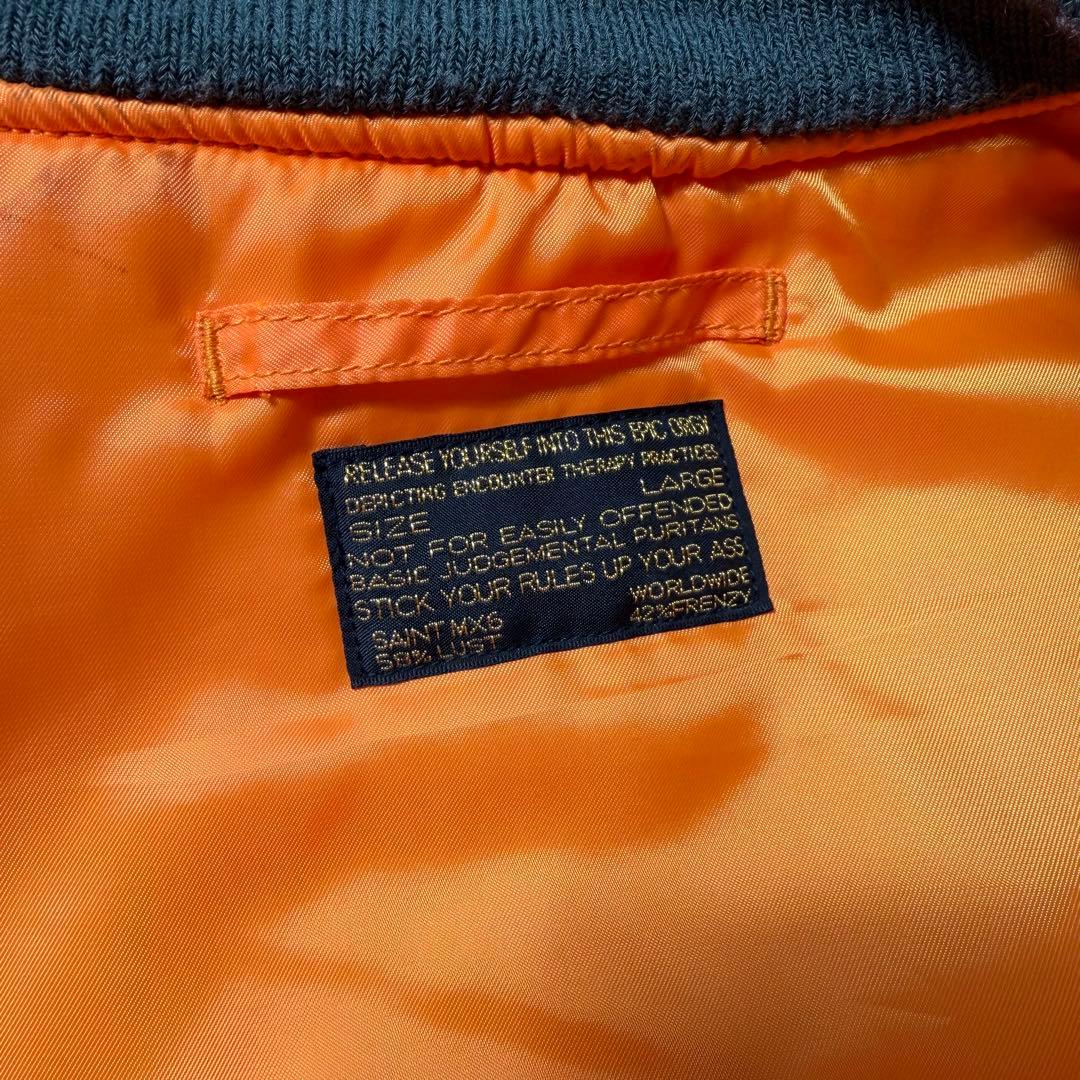 RELEASE YOURSELF INTO THIS EPIC ORGY
DEPICTING ENCOUNTER THERAPY PRACTICES
SIZE LARGE
NOT FOR EASILY OFFENDED
BASIC JUDGEMENTAL PURITANS
STICK YOUR RULES UP YOUR ASS
SAINT MXS WORLDWIDE
58% LUST 42%FRENZY